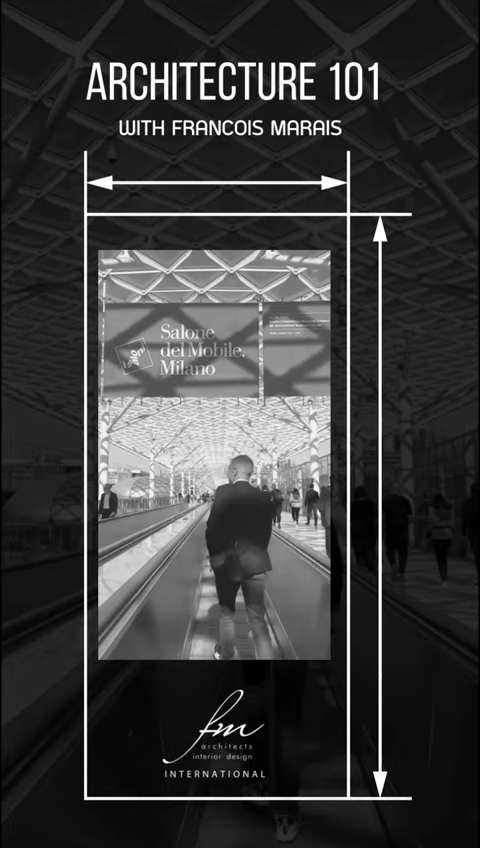 ARCHITECTURE 101
WITH FRANCOIS MARAIS
Salone
del Mobile.
Milano
fm
architects
interior design
INTERNATIONAL